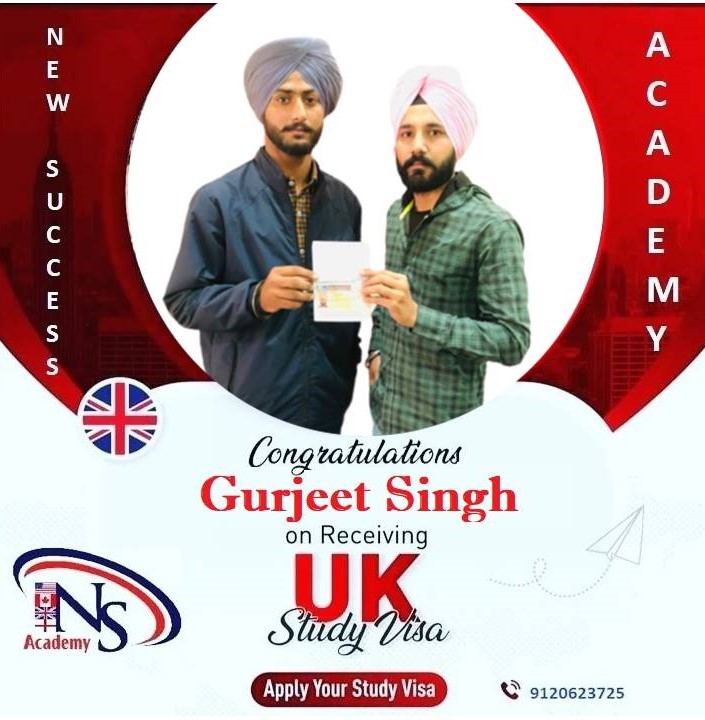 NEW SUCCESS
ACADEMY
Congratulations
Gurjeet Singh
on Receiving
UK
Study Visa
NS
Academy
Apply Your Study Visa
9120623725